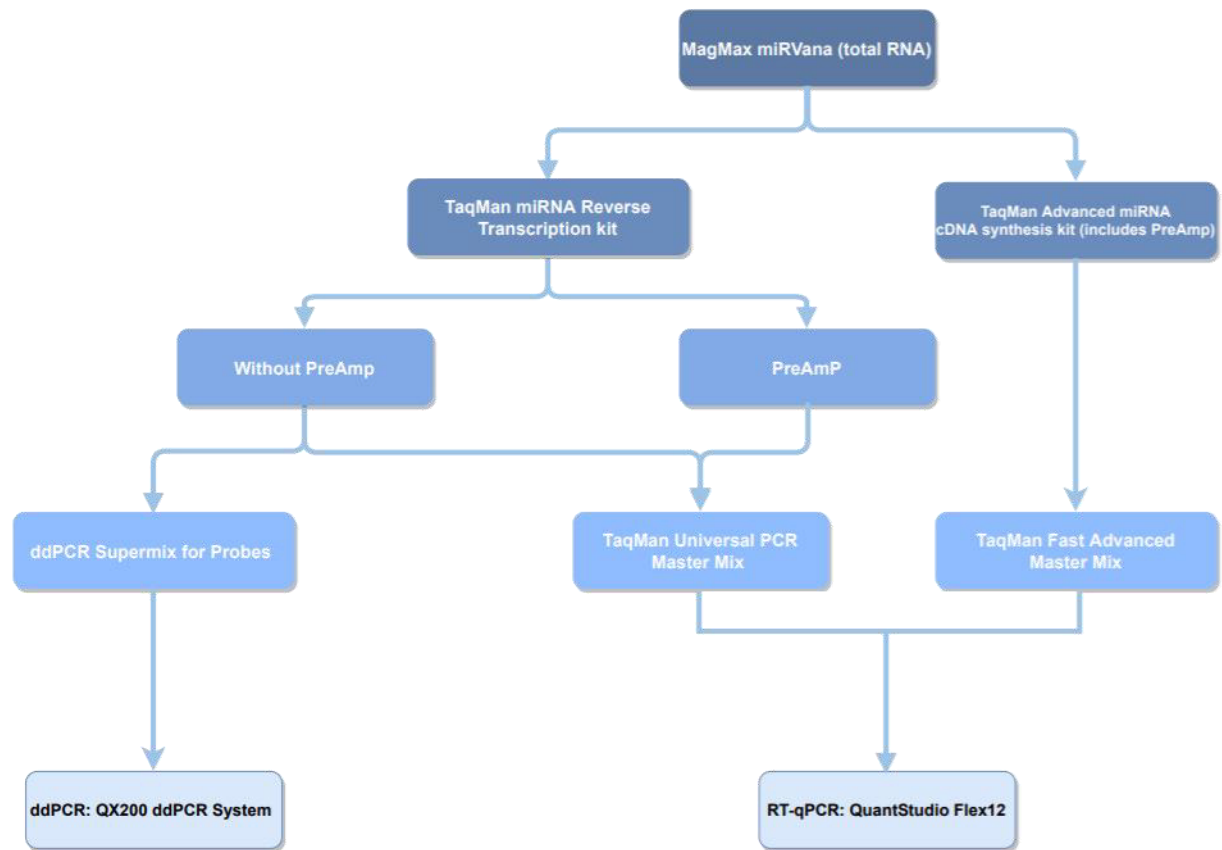 MagMax miRVana (total RNA)
TaqMan miRNA Reverse
Transcription kit
TaqMan Advanced miRNA
cDNA synthesis kit (includes PreAmp)
Without PreAmp
PreAmP
ddPCR Supermix for Probes
TaqMan Universal PCR
Master Mix
TaqMan Fast Advanced
Master Mix
ddPCR: QX200 ddPCR System
RT-qPCR: QuantStudio Flex12